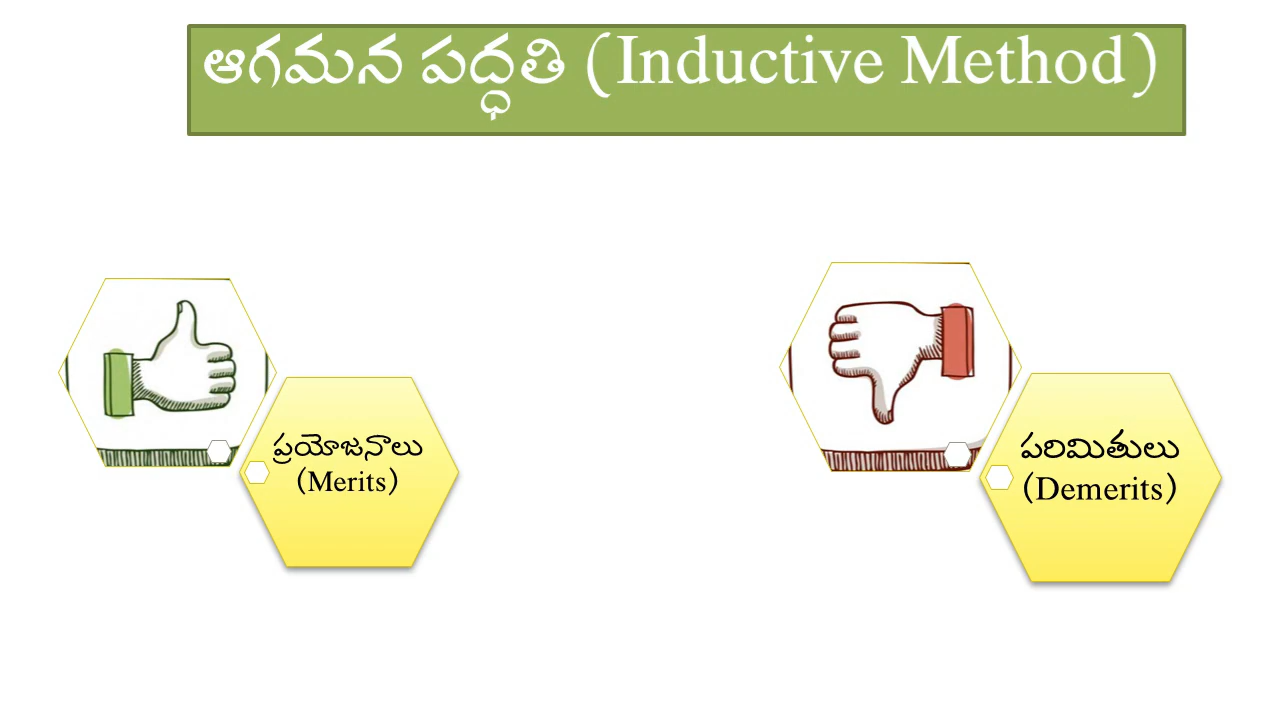 ఆగమన పద్ధతి (Inductive Method)
ప్రయోజనాలు
(Merits)
పరిమితులు
(Demerits)